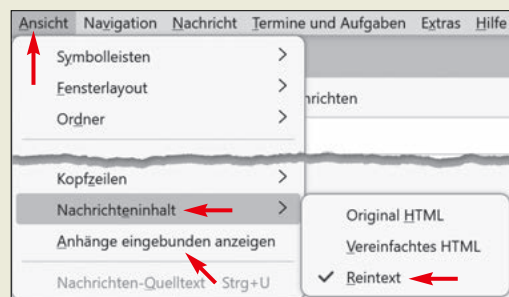 Ansicht Navigation Nachricht Termine und Aufgaben Extras Hilfe
Symbolleisten
Fensterlayout
Ordner
nrichten
Kopfzeilen
Nachrichteninhalt
Anhänge eingebunden anzeigen
Nachrichten-Quelltext Strg+U
Original HTML
Vereinfachtes HTML
Reintext